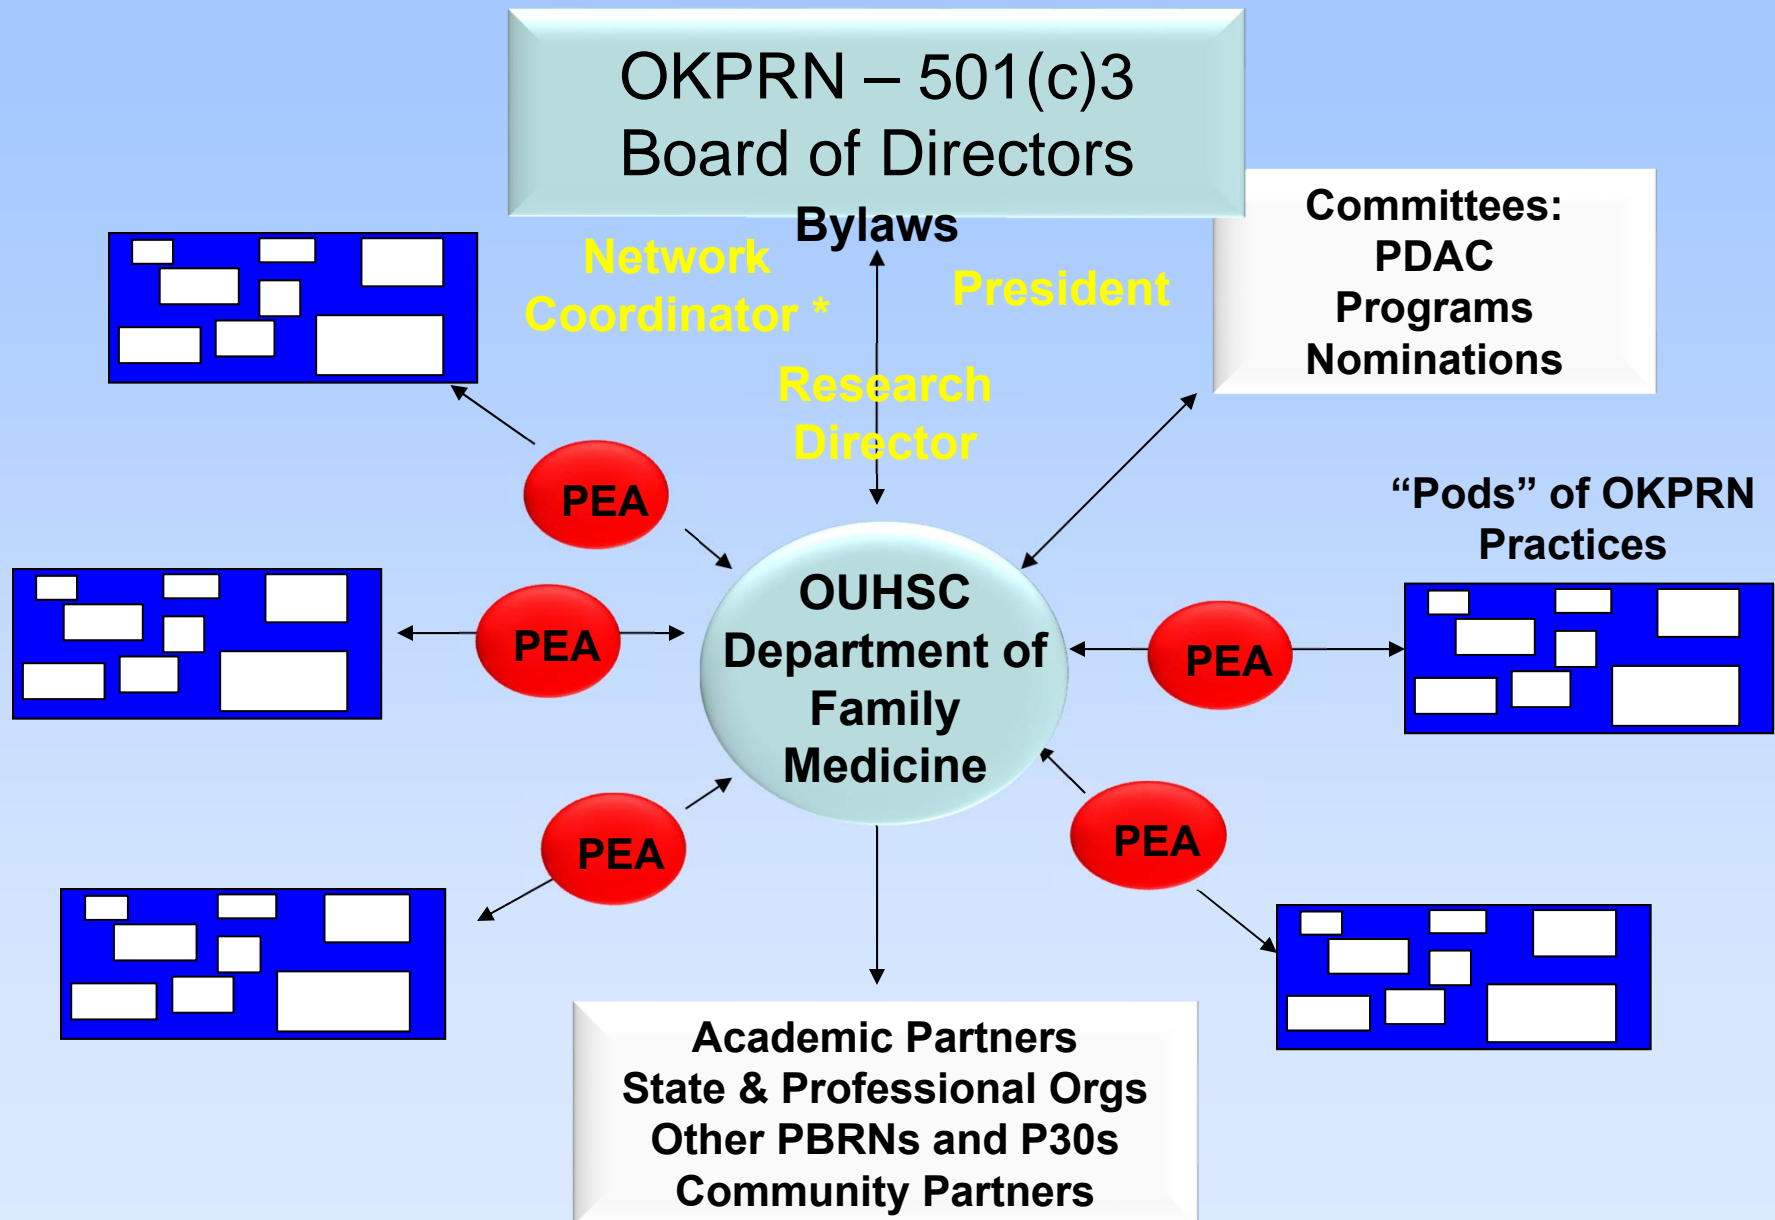 OKPRN – 501(c)3
Board of Directors
Bylaws
Network
Coordinator *
President
Research
Director
Committees:
PDAC
Programs
Nominations
PEA
“Pods” of OKPRN
Practices
OUHSC
Department of
Family
Medicine
PEA
PEA
PEA
PEA
Academic Partners
State & Professional Orgs
Other PBRNs and P30s
Community Partners